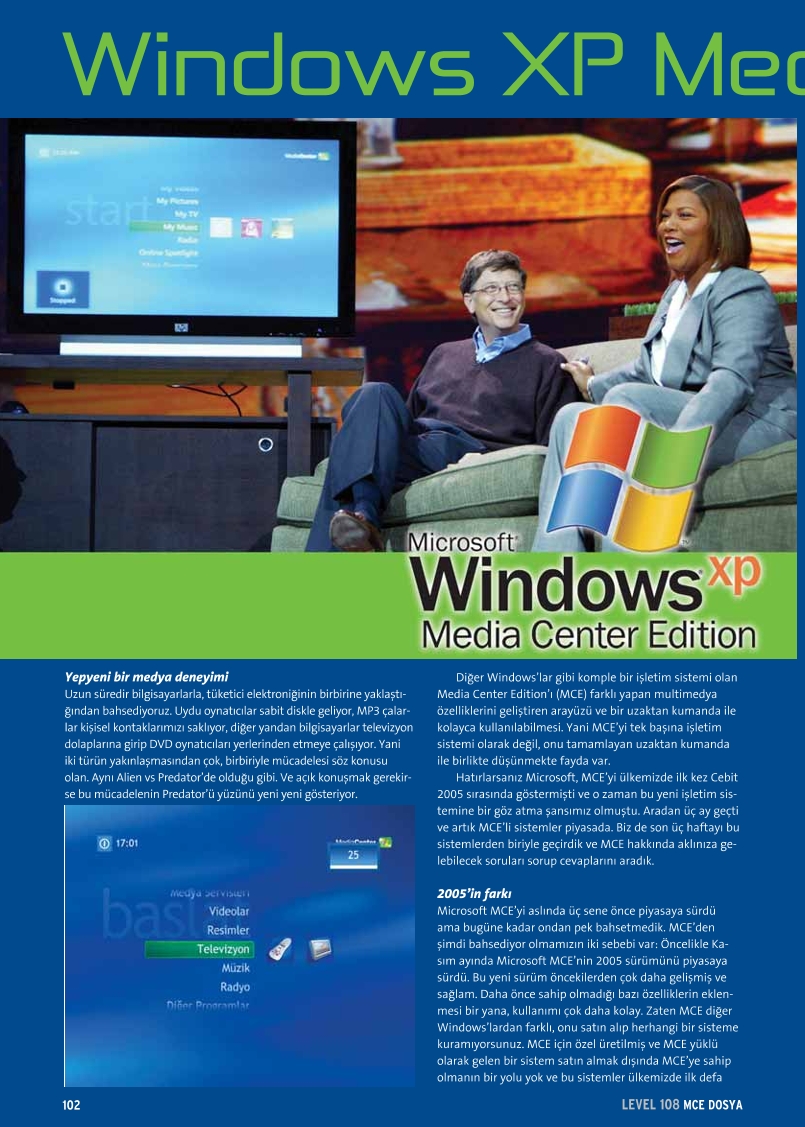 Windows XP Med
start
My Pictures
My TV
My Music
Radio
Online Spotlight
Stopped
Microsoft
Windows xp
Media Center Edition
Yepyeni bir medya deneyimi
Uzun süredir bilgisayarlarla, tüketici elektroniğinin birbirine yaklaştı-
ğından bahsediyoruz. Uydu oynatıcılar sabit diskle geliyor, MP3 çalar-
lar kişisel kontaklarımızı saklıyor, diğer yandan bilgisayarlar televizyon
dolaplarına girip DVD oynatıcıları yerlerinden etmeye çalışıyor. Yani
iki türün yakınlaşmasından çok, birbiriyle mücadelesi söz konusu
olan. Aynı Alien vs Predator'de olduğu gibi. Ve açık konuşmak gerekir-
se bu mücadelenin Predator'ü yüzünü yeni yeni gösteriyor.
17:01
MediaCenter
25
başla
Medya Servisleri
Videolar
Resimler
Televizyon
Müzik
Radyo
Diğer Programlar
Diğer Windows'lar gibi komple bir işletim sistemi olan
Media Center Edition'ı (MCE) farklı yapan multimedya
özelliklerini geliştiren arayüzü ve bir uzaktan kumanda ile
kolayca kullanılabilmesi. Yani MCE'yi tek başına işletim
sistemi olarak değil, onu tamamlayan uzaktan kumanda
ile birlikte düşünmekte fayda var.
Hatırlarsanız Microsoft, MCE'yi ülkemizde ilk kez Cebit
2005 sırasında göstermişti ve o zaman bu yeni işletim sis-
temine bir göz atma şansımız olmuştu. Aradan üç ay geçti
ve artık MCE'li sistemler piyasada. Biz de son üç haftayı bu
sistemlerden biriyle geçirdik ve MCE hakkında aklınıza ge-
lebilecek soruları sorup cevaplarını aradık.
2005'in farkı
Microsoft MCE'yi aslında üç sene önce piyasaya sürdü
ama bugüne kadar ondan pek bahsetmedik. MCE'den
şimdi bahsediyor olmamızın iki sebebi var: Öncelikle Ka-
sım ayında Microsoft MCE'nin 2005 sürümünü piyasaya
sürdü. Bu yeni sürüm öncekilerden çok daha gelişmiş ve
sağlam. Daha önce sahip olmadığı bazı özelliklerin eklen-
mesi bir yana, kullanımı çok daha kolay. Zaten MCE diğer
Windows'lardan farklı, onu satın alıp herhangi bir sisteme
kuramıyorsunuz. MCE için özel üretilmiş ve MCE yüklü
olarak gelen bir sistem satın almak dışında MCE'ye sahip
olmanın bir yolu yok ve bu sistemler ülkemizde ilk defa
102
LEVEL 108 MCE DOSYA